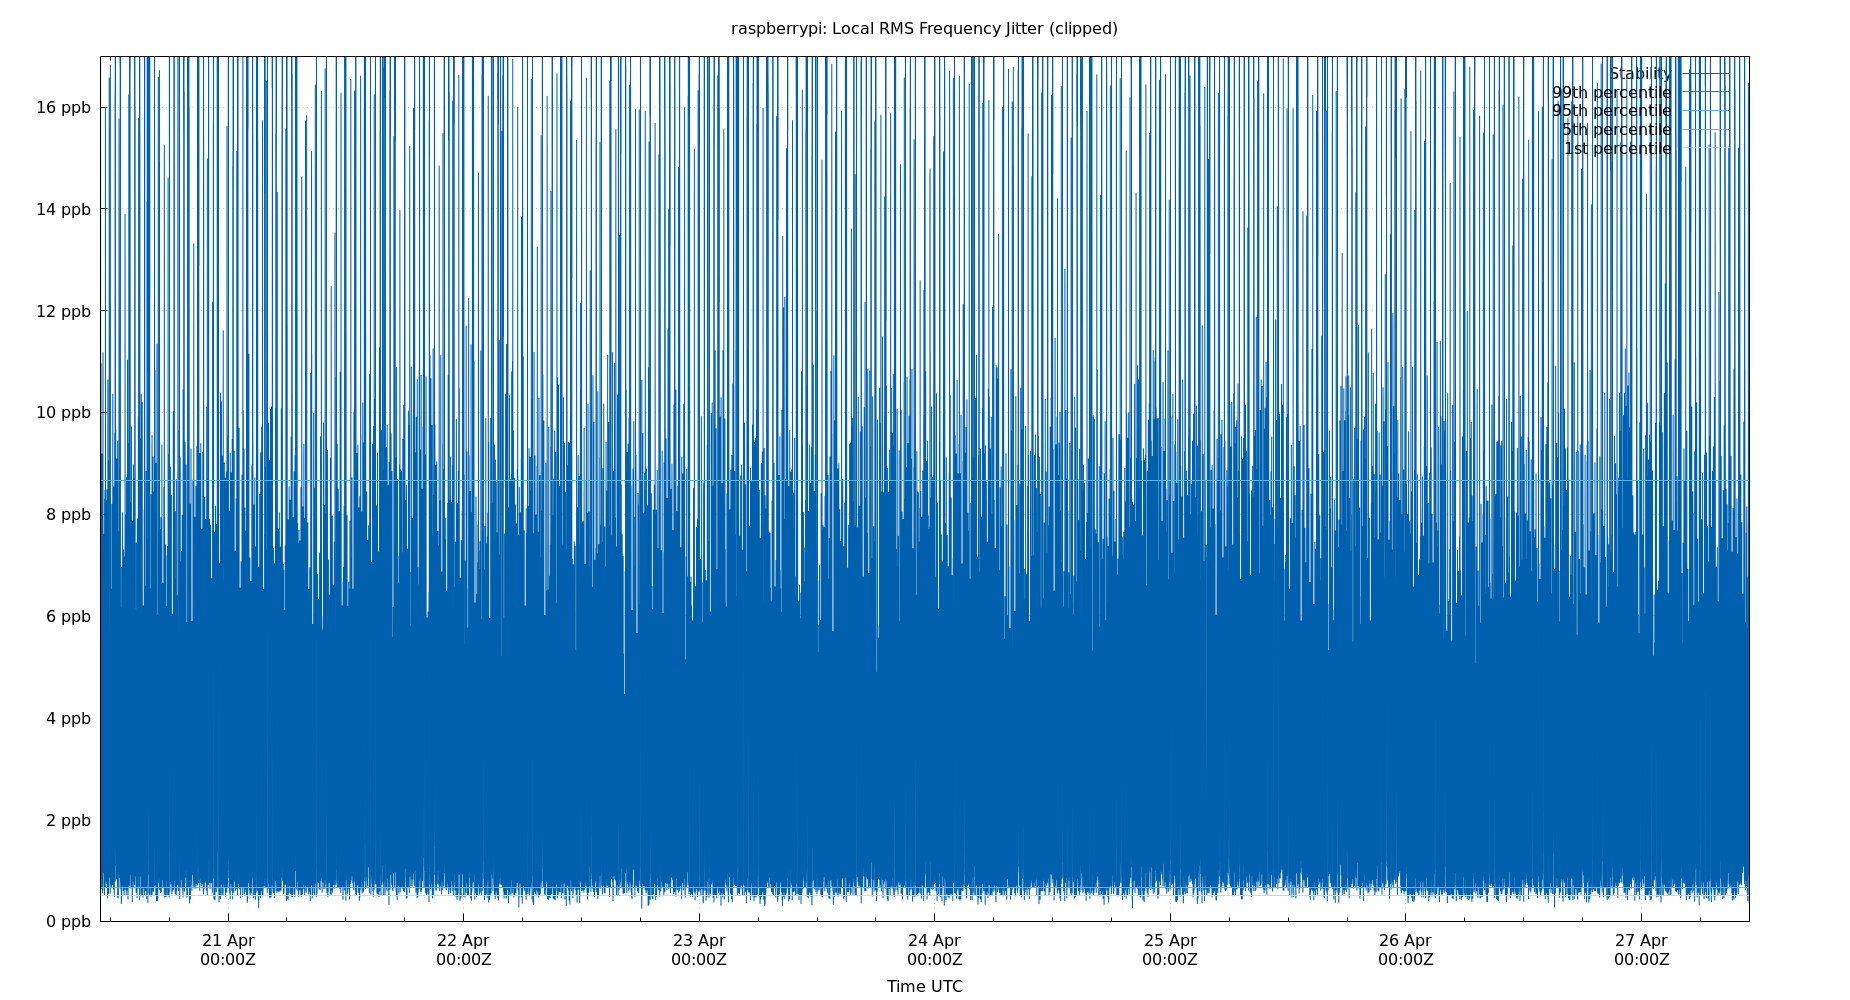 raspberrypi: Local RMS Frequency Jitter (clipped)
Stability
99th percentile
95th percentile
5th percentile
1st percentile
16 ppb
14 ppb
12 ppb
10 ppb
8 ppb
6 ppb
4 ppb
2 ppb
0 ppb
21 Apr 22 Apr 23 Apr 24 Apr 25 Apr 26 Apr 27 Apr
00:00Z 00:00Z 00:00Z 00:00Z 00:00Z 00:00Z 00:00Z
Time UTC